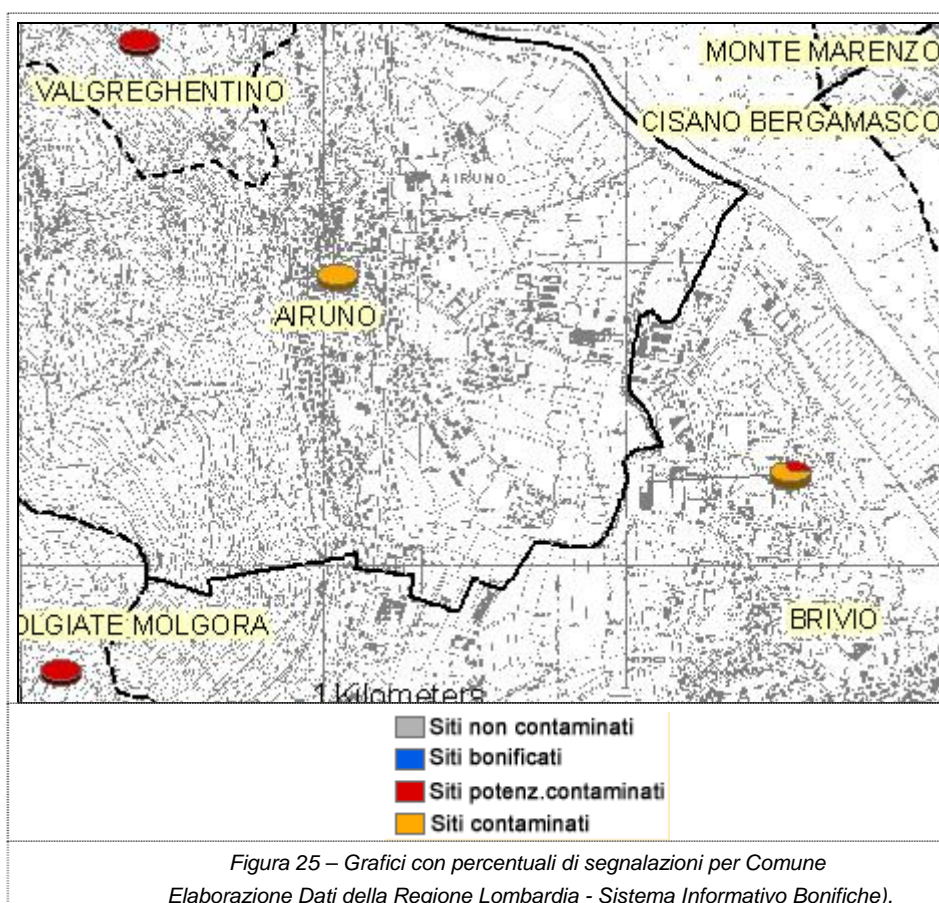 MONTE MARENZO
VALGREGHENTINO
CISANO BERGAMASCO
AIRUNO
AIRUNO
OLGIATE MOLGORA
BRIVIO
1 Kilometers
Siti non contaminati
Siti bonificati
Siti potenz.contaminati
Siti contaminati
Figura 25 – Grafici con percentuali di segnalazioni per Comune
Elaborazione Dati della Regione Lombardia - Sistema Informativo Bonifiche).